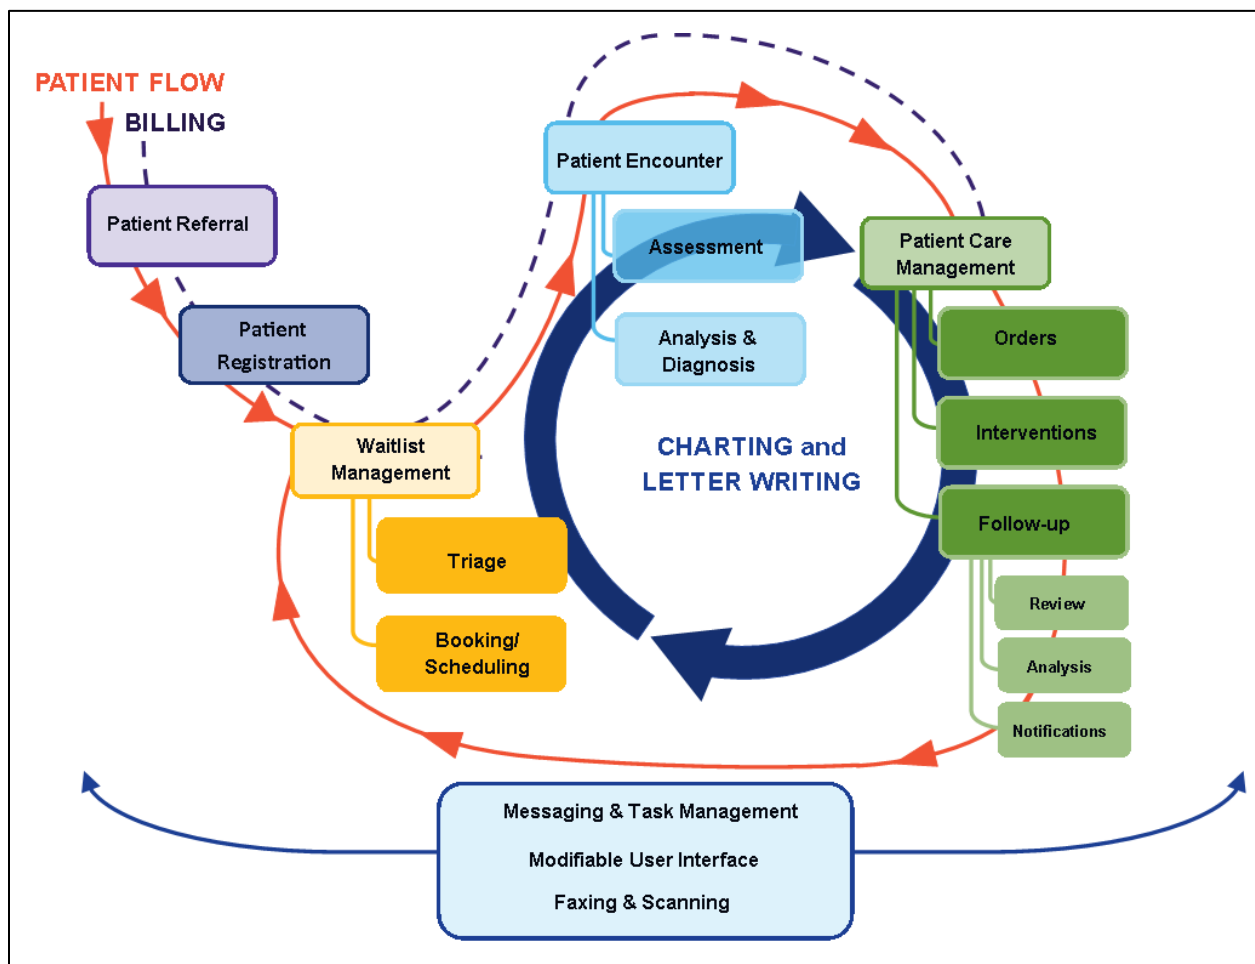 PATIENT FLOW
BILLING
Patient Referral
Patient
Registration
Waitlist
Management
Triage
Booking/
Scheduling
Patient Encounter
Assessment
Analysis &
Diagnosis
CHARTING and
LETTER WRITING
Patient Care
Management
Orders
Interventions
Follow-up
Review
Analysis
Notifications
Messaging & Task Management
Modifiable User Interface
Faxing & Scanning